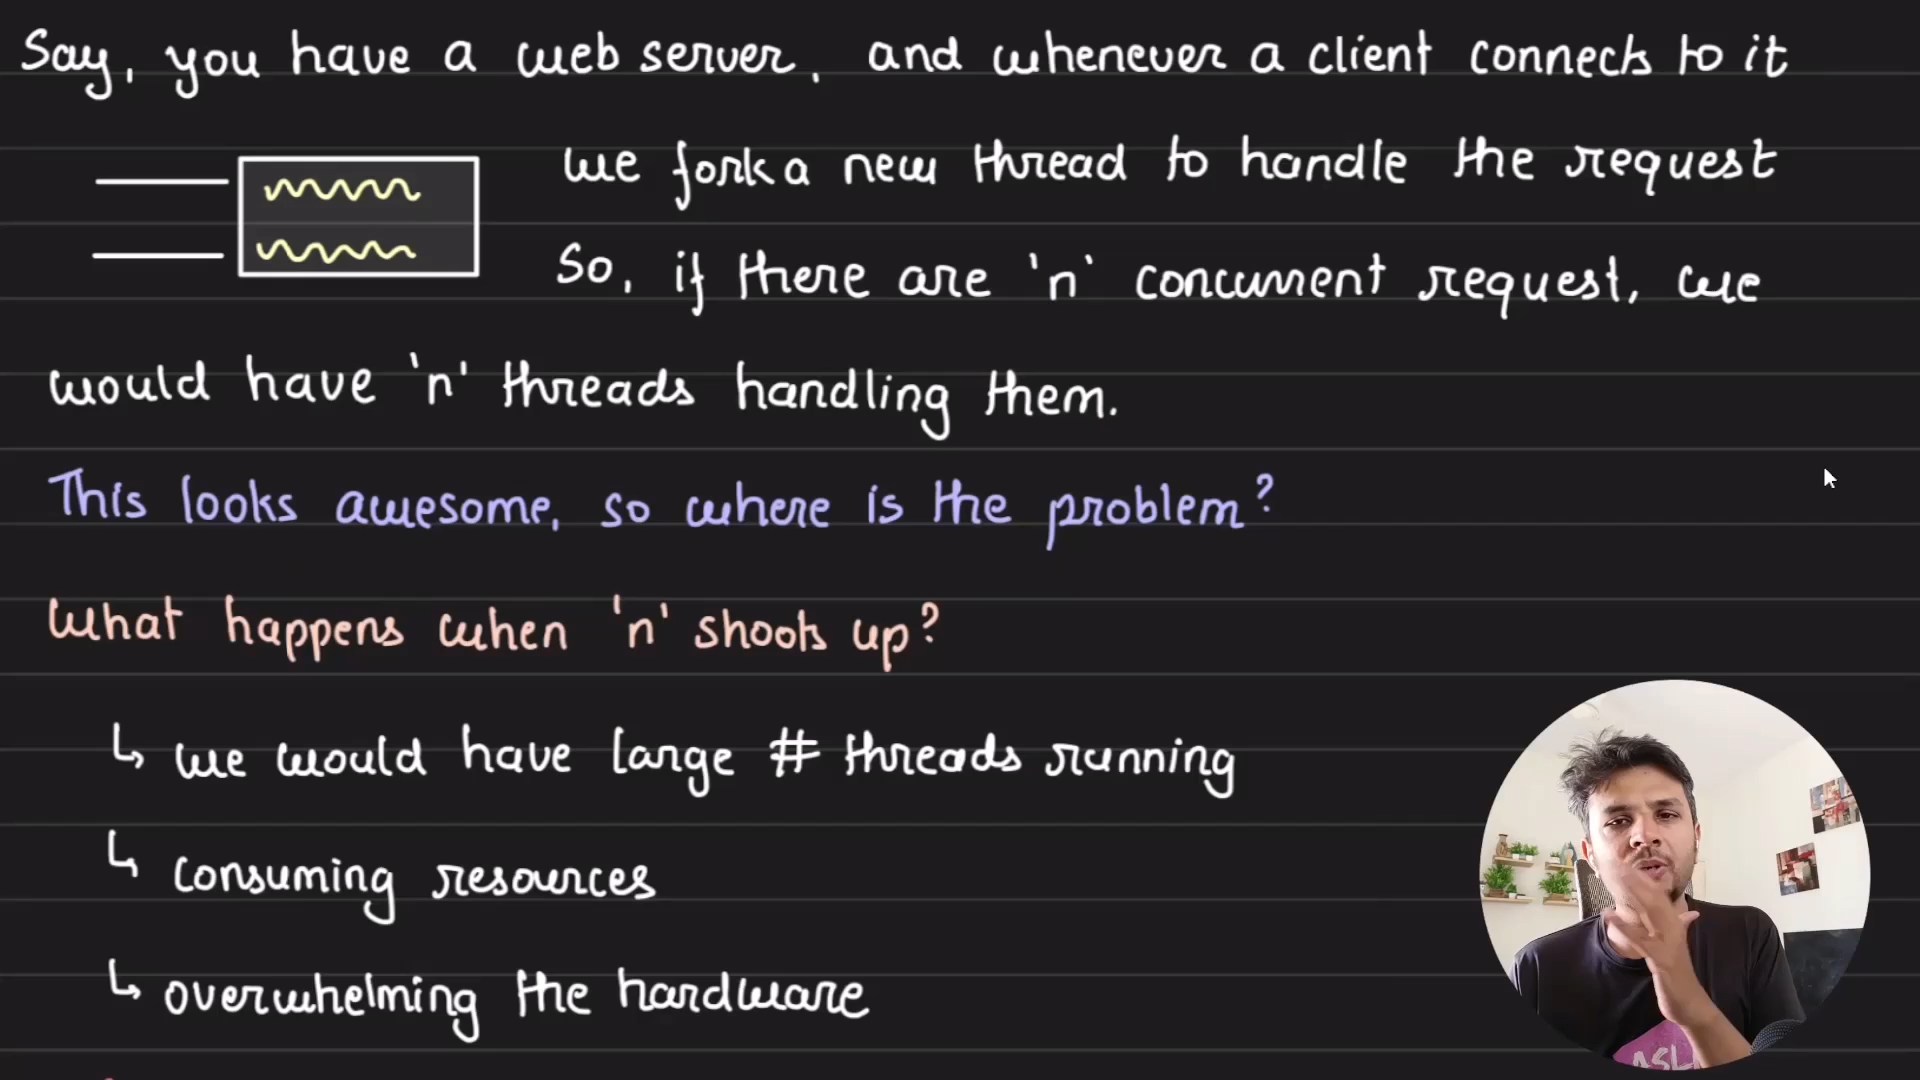 Say, you have a web server, and whenever a client connects to it
we fork a new thread to handle the request
So, if there are 'n' concurrent request, we
would have 'n' threads handling them.
This looks awesome, so where is the problem?
What happens when 'n' shoots up?
↳ we would have large # threads running
↳ consuming resources
↳ overwhelming the hardware
ASL